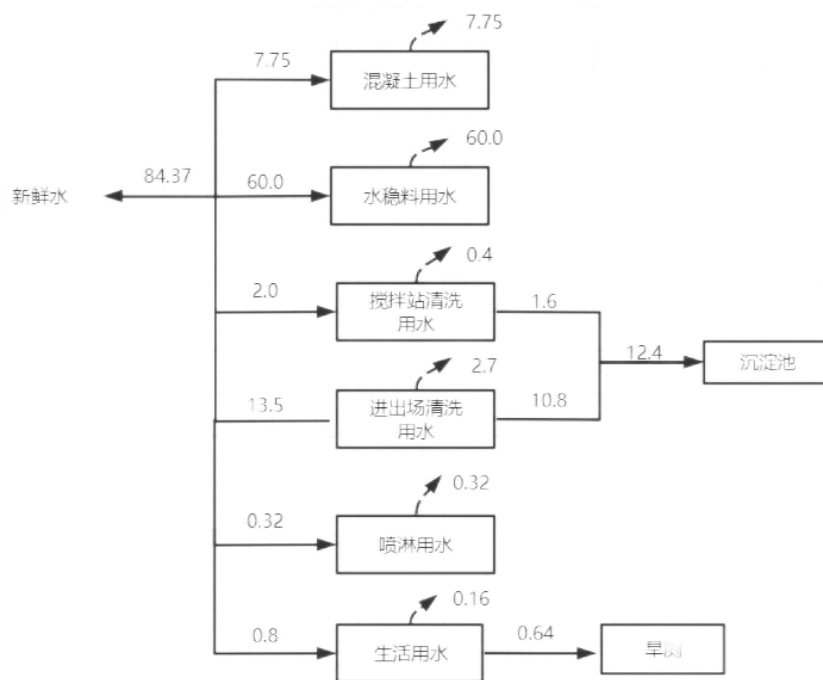 7.75
7.75
混凝土用水
60.0
新鲜水
84.37
60.0
水稳料用水
0.4
2.0
搅拌站清洗
用水
1.6
12.4
沉淀池
2.7
13.5
进出场清洗
用水
10.8
0.32
0.32
喷淋用水
0.16
0.8
生活用水
0.64
旱厕